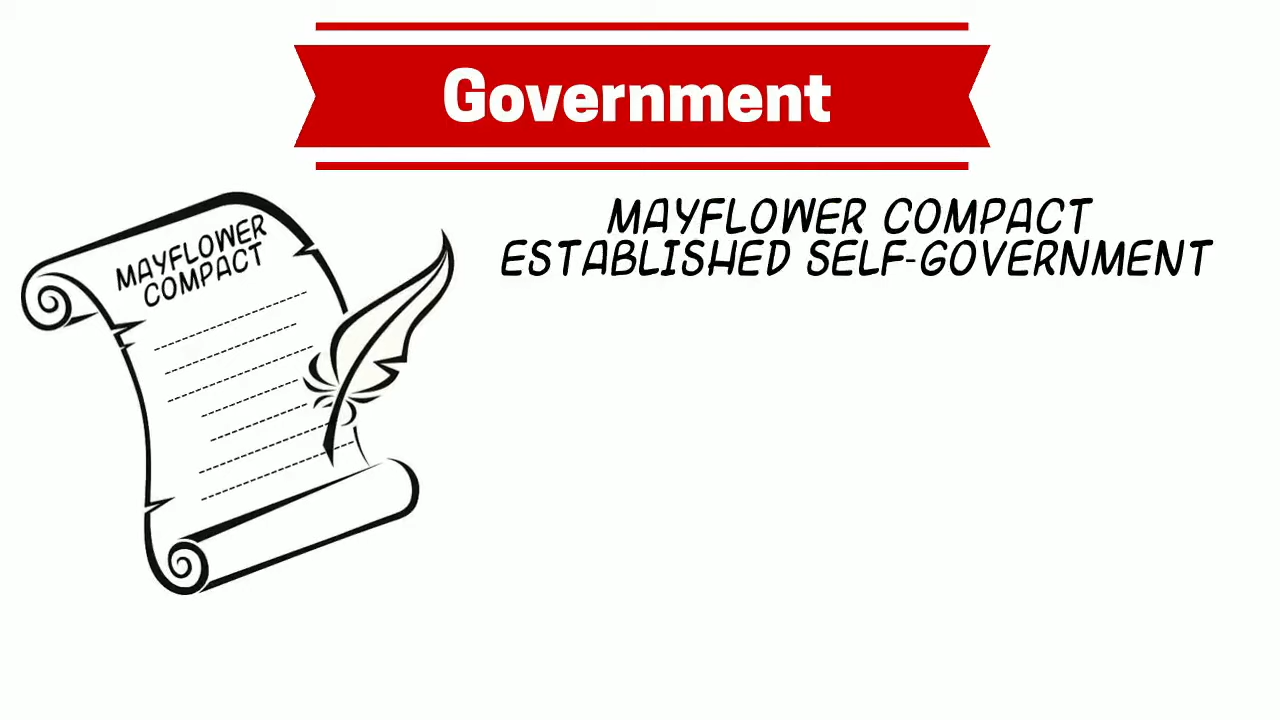 Government
MAYFLOWER
COMPACT
MAYFLOWER COMPACT
ESTABLISHED SELF-GOVERNMENT